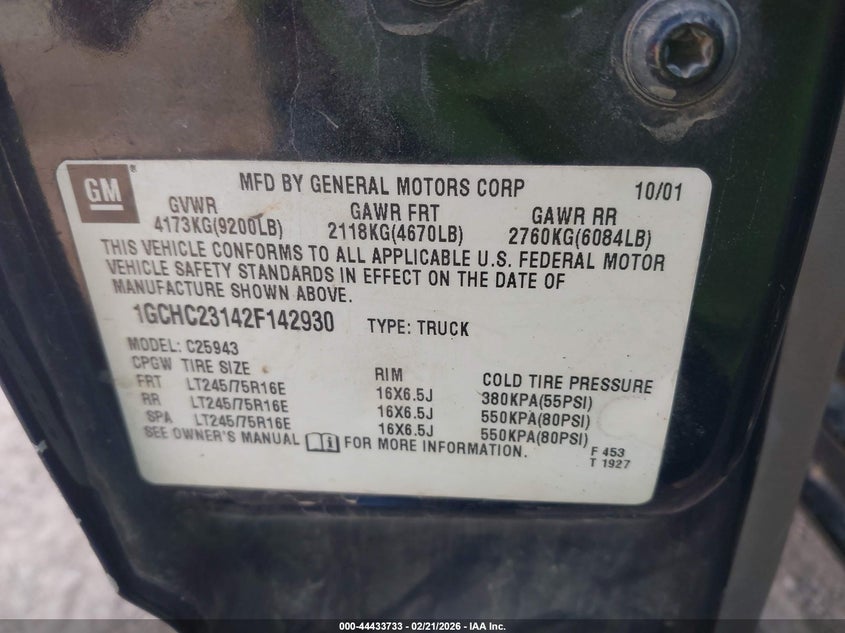 GM® MFD BY GENERAL MOTORS CORP 10/01
GVWR GAWR FRT GAWR RR
4173KG(9200LB) 2118KG(4670LB) 2760KG(6084LB)
THIS VEHICLE CONFORMS TO ALL APPLICABLE U.S. FEDERAL MOTOR
VEHICLE SAFETY STANDARDS IN EFFECT ON THE DATE OF
MANUFACTURE SHOWN ABOVE.
1GCHC23142F142930 TYPE: TRUCK
MODEL: C25943
CPGW TIRE SIZE RIM COLD TIRE PRESSURE
FRT LT245/75R16E 16X6.5J 380KPA(55PSI)
RR LT245/75R16E 16X6.5J 550KPA(80PSI)
SPA LT245/75R16E 16X6.5J 550KPA(80PSI)
SEE OWNER'S MANUAL FOR MORE INFORMATION.
F 453
T 1927
000-44433733 - 02/21/2026 - IAA Inc.